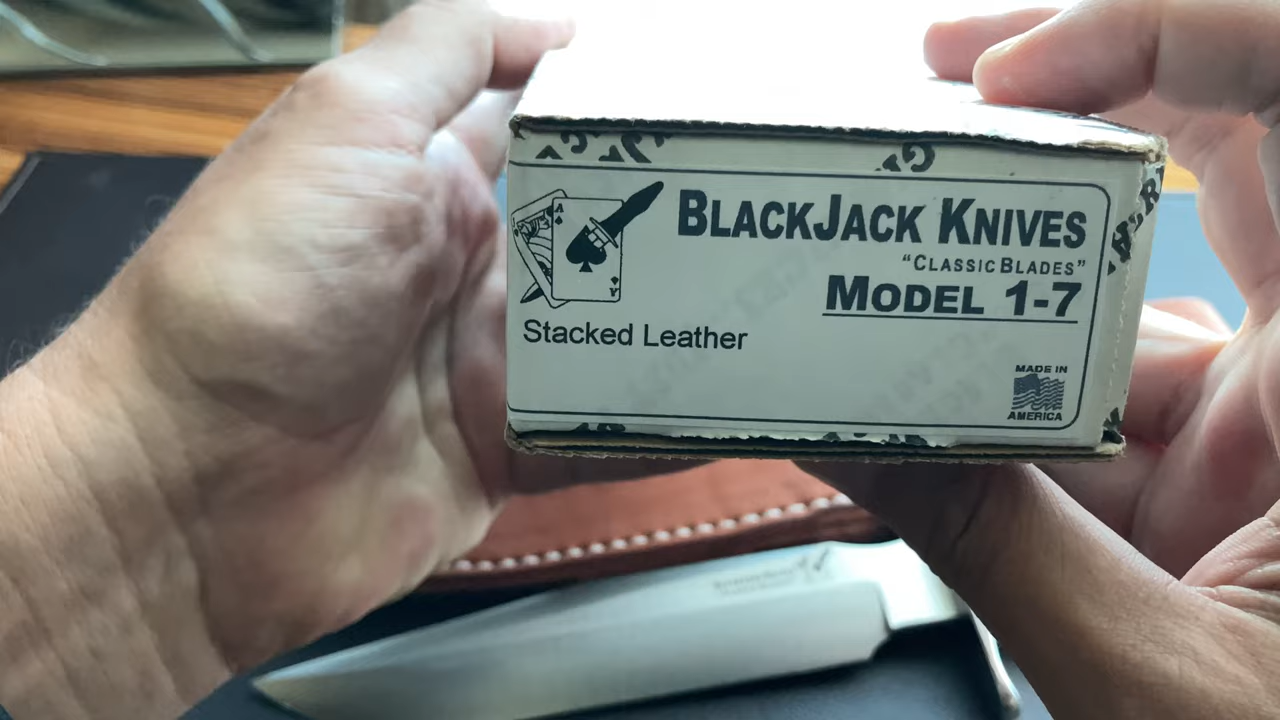 BLACKJACK KNIVES
"CLASSIC BLADES"
MODEL 1-7
Stacked Leather
MADE IN
AMERICA
A
A